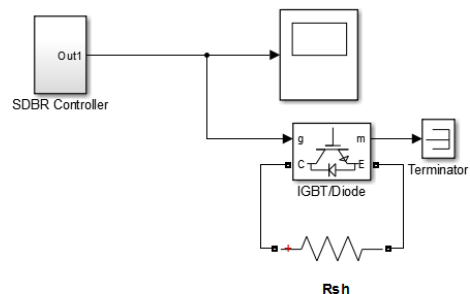 Out1
SDBR Controller
g
m
C
E
IGBT/Diode
Terminator
+
Rsh